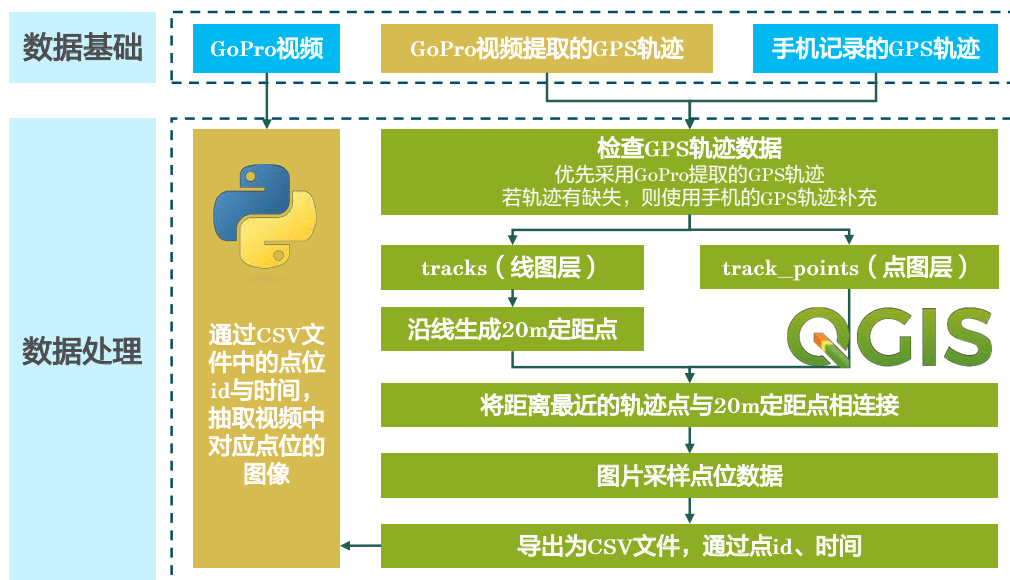 数据基础
GoPro视频
GoPro视频提取的GPS轨迹
手机记录的GPS轨迹
数据处理
检查GPS轨迹数据
优先采用GoPro提取的GPS轨迹
若轨迹有缺失，则使用手机的GPS轨迹补充
tracks（线图层）
track_points（点图层）
沿线生成20m定距点
QGIS
将距离最近的轨迹点与20m定距点相连接
图片采样点位数据
导出为CSV文件，通过点id、时间
通过CSV文
件中的点位
id与时间，
抽取视频中
对应点位的
图像